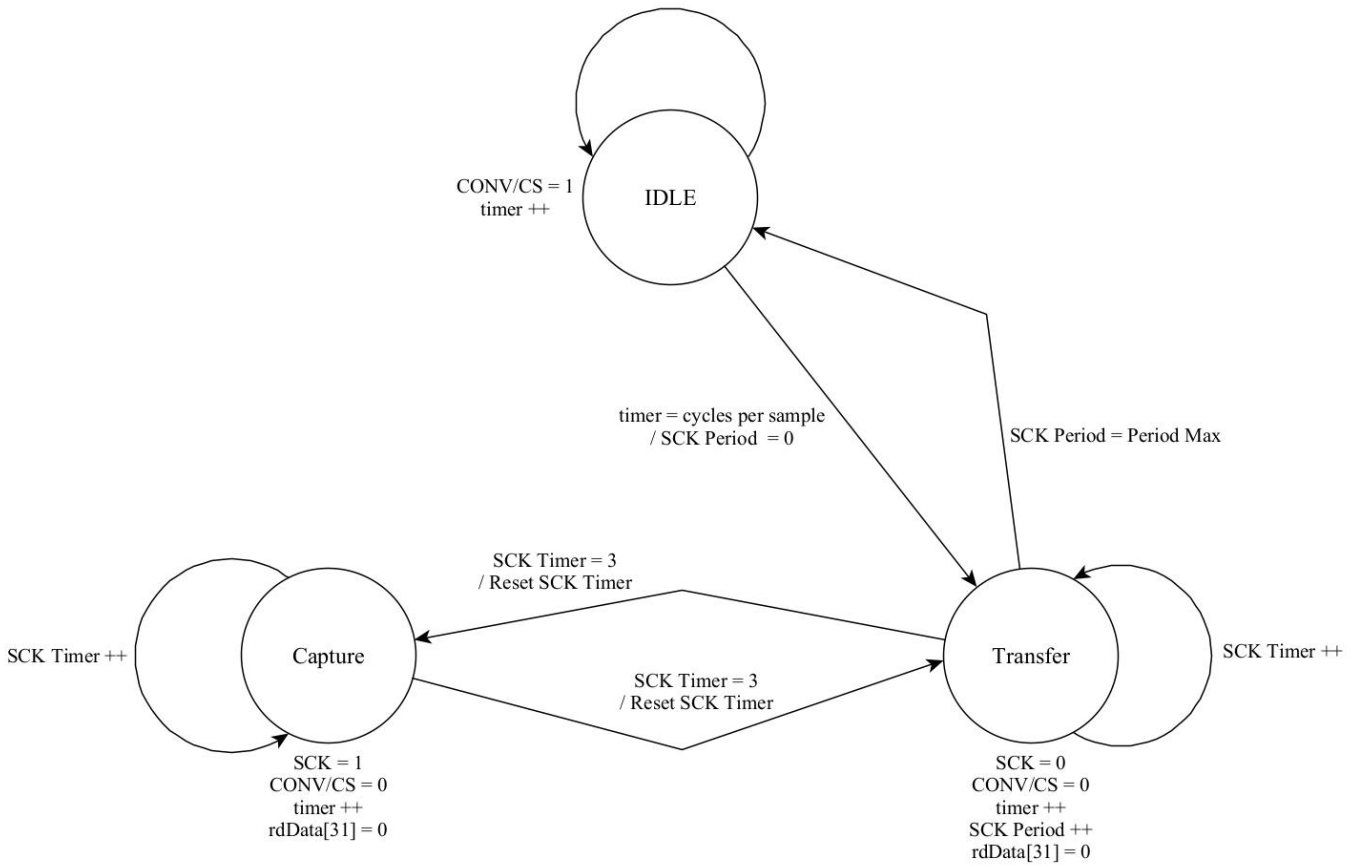 CONV/CS = 1
timer ++
IDLE
timer = cycles per sample
/ SCK Period  = 0
SCK Period = Period Max
SCK Timer = 3
/ Reset SCK Timer
SCK Timer ++
Capture
SCK Timer = 3
/ Reset SCK Timer
Transfer
SCK Timer ++
SCK = 1
CONV/CS = 0
timer ++
rdData[31] = 0
SCK = 0
CONV/CS = 0
timer ++
SCK Period ++
rdData[31] = 0